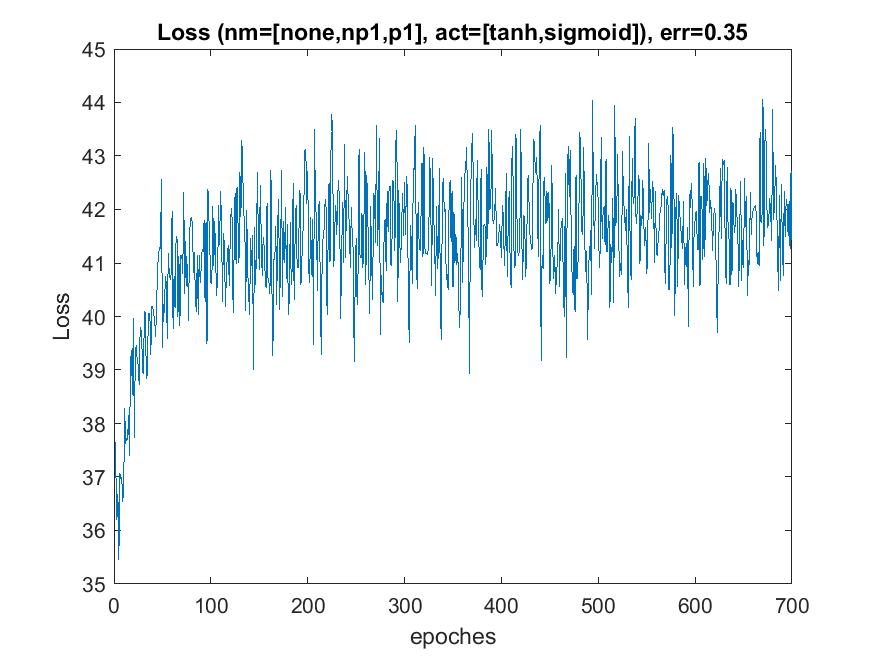 Loss (nm=[none,np1,p1], act=[tanh,sigmoid]), err=0.35
45
44
43
42
41
40
39
38
37
36
35
Loss
0 100 200 300 400 500 600 700
epoches